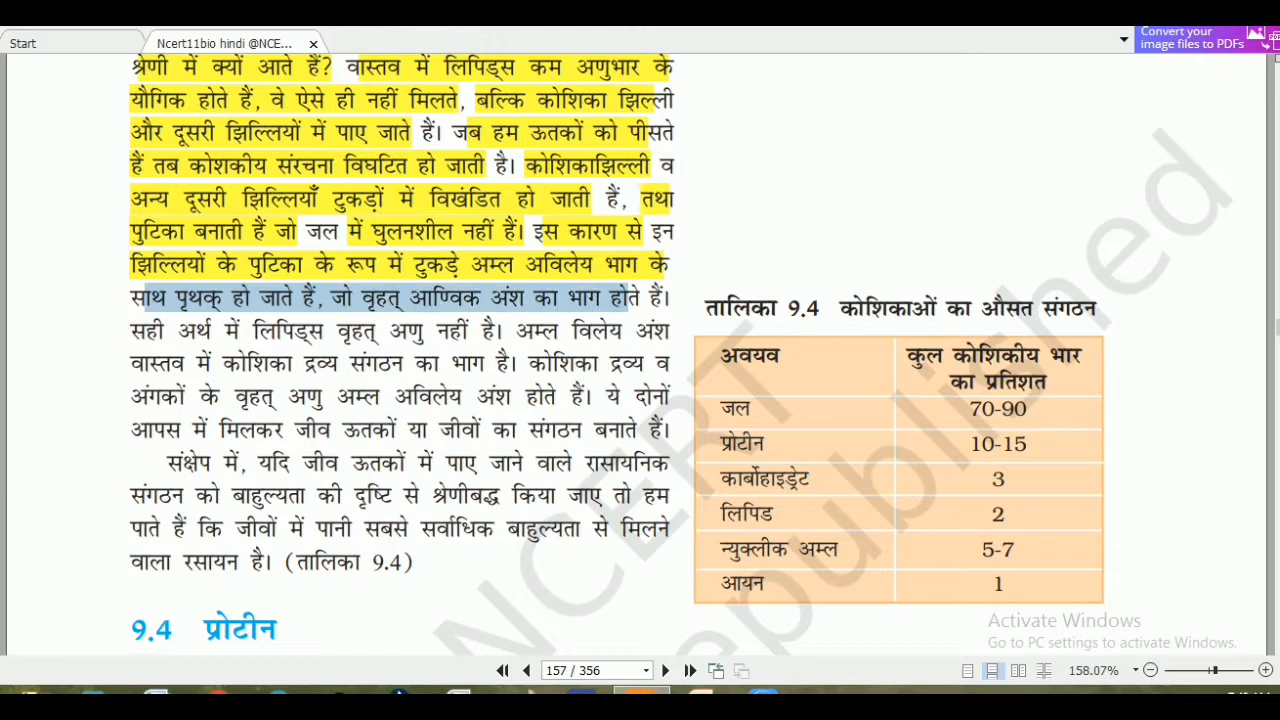 Start
Ncert11bio hindi @NCE...
Convert your
image files to PDFs
श्रेणी में क्यों आते हैं? वास्तव में लिपिड्स कम अणुभार के
यौगिक होते हैं, वे ऐसे ही नहीं मिलते, बल्कि कोशिका झिल्ली
और दूसरी झिल्लियों में पाए जाते हैं। जब हम ऊतकों को पीसते
हैं तब कोशकीय संरचना विघटित हो जाती है। कोशिकाझिल्ली व
अन्य दूसरी झिल्लियाँ टुकड़ों में विखंडित हो जाती हैं, तथा
पुटिका बनाती हैं जो जल में घुलनशील नहीं हैं। इस कारण से इन
झिल्लियों के पुटिका के रूप में टुकड़े अम्ल अविलेय भाग के
साथ पृथक् हो जाते हैं, जो वृहत् आण्विक अंश का भाग होते हैं।
सही अर्थ में लिपिड्स वृहत् अणु नहीं है। अम्ल विलेय अंश
वास्तव में कोशिका द्रव्य संगठन का भाग है। कोशिका द्रव्य व
अंगकों के वृहत् अणु अम्ल अविलेय अंश होते हैं। ये दोनों
आपस में मिलकर जीव ऊतकों या जीवों का संगठन बनाते हैं।
संक्षेप में, यदि जीव ऊतकों में पाए जाने वाले रासायनिक
संगठन को बाहुल्यता की दृष्टि से श्रेणीबद्ध किया जाए तो हम
पाते हैं कि जीवों में पानी सबसे सर्वाधिक बाहुल्यता से मिलने
वाला रसायन है। (तालिका 9.4)
9.4 प्रोटीन
तालिका 9.4 कोशिकाओं का औसत संगठन
अवयव कुल कोशिकीय भार
का प्रतिशत
जल 70-90
प्रोटीन 10-15
कार्बोहाइड्रेट 3
लिपिड 2
न्युक्लीक अम्ल 5-7
आयन 1
NCERT
republished
Activate Windows
Go to PC settings to activate Windows.
157 / 356
158.07%